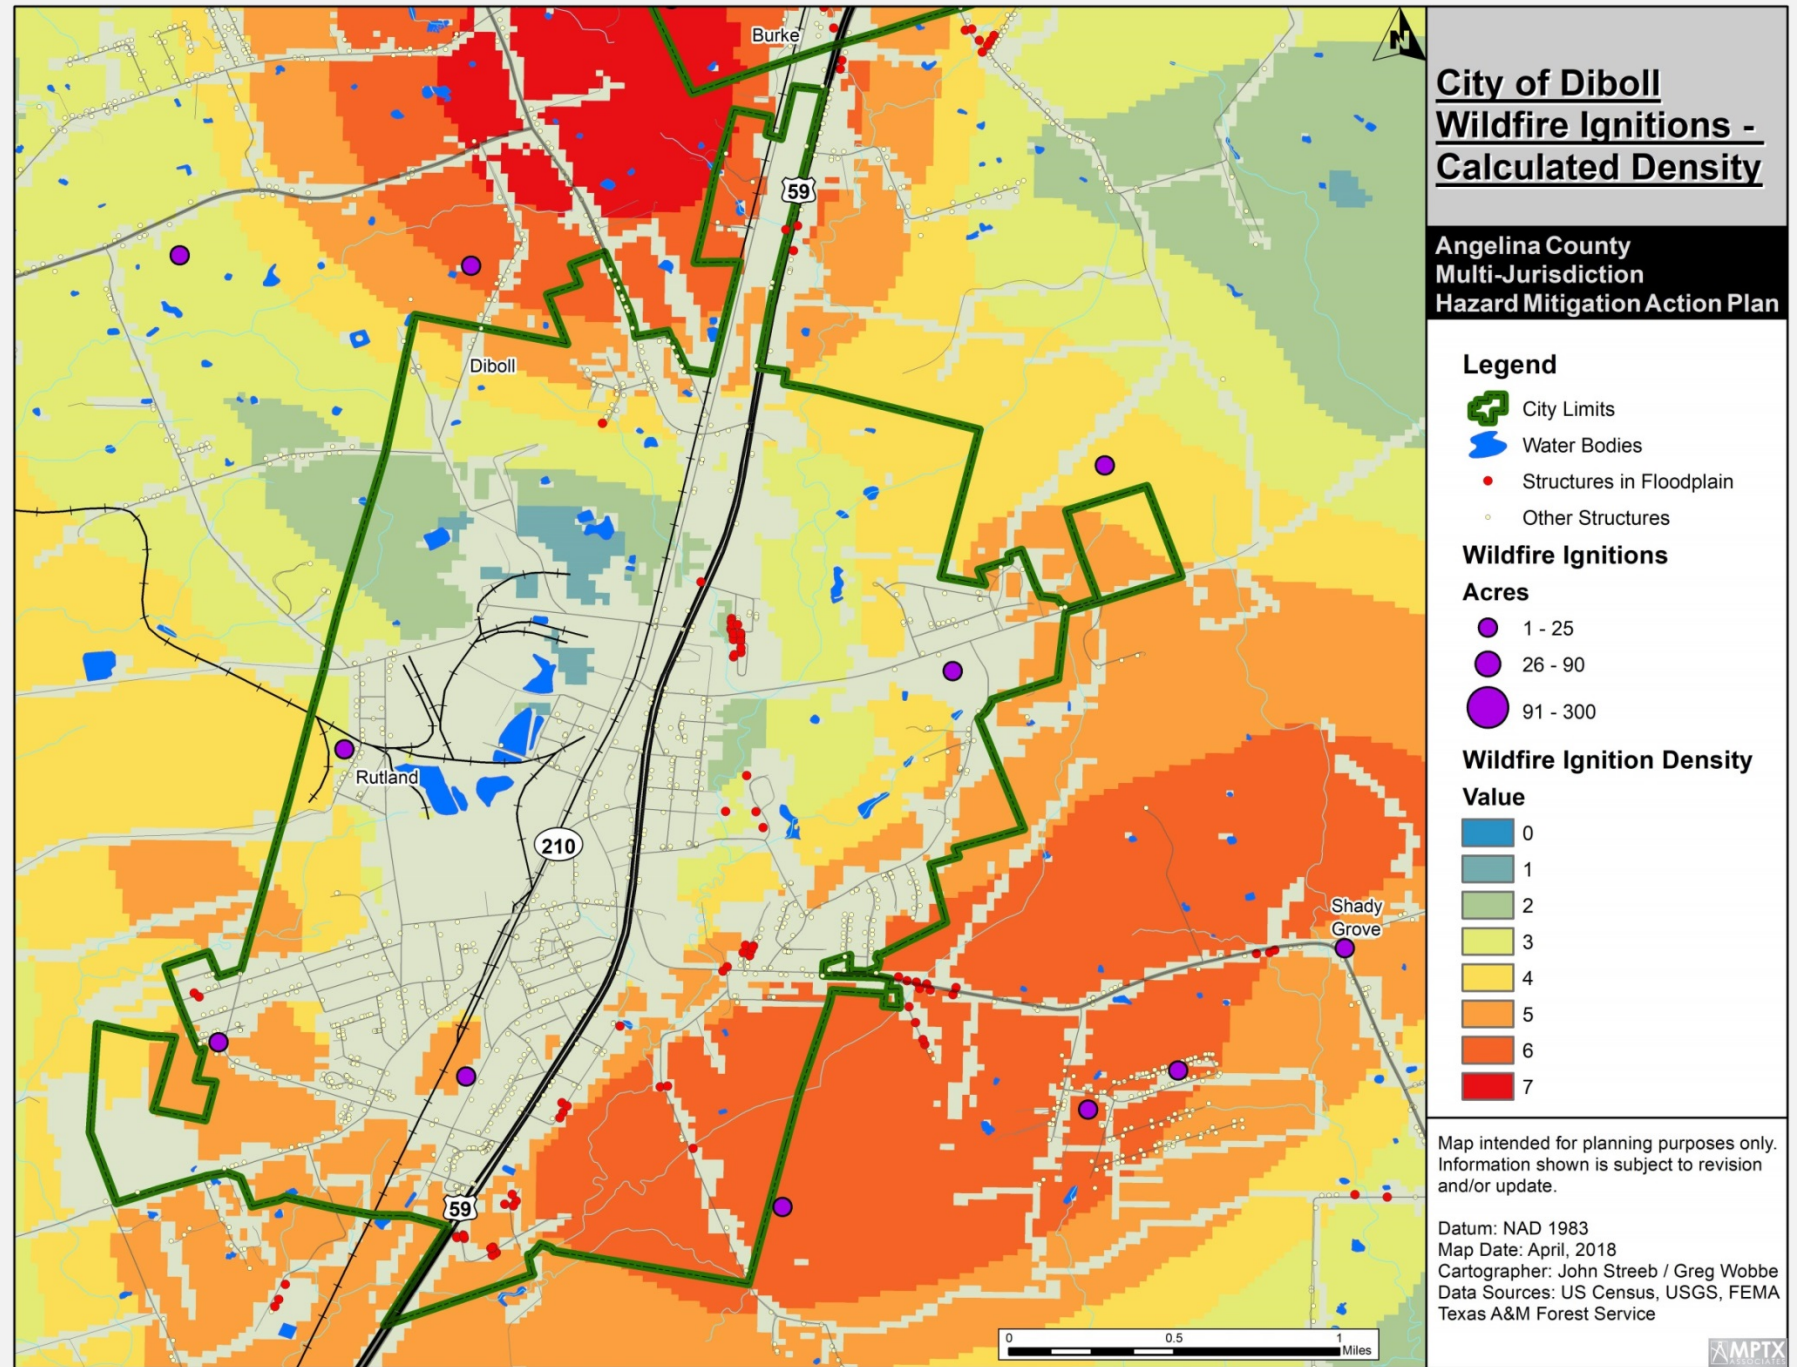 Burke
N
59
Diboll
Rutland
210
Shady
Grove
59
0 0.5 1
Miles
City of Diboll
Wildfire Ignitions -
Calculated Density
Angelina County
Multi-Jurisdiction
Hazard Mitigation Action Plan
Legend
City Limits
Water Bodies
Structures in Floodplain
Other Structures
Wildfire Ignitions
Acres
1 - 25
26 - 90
91 - 300
Wildfire Ignition Density
Value
0
1
2
3
4
5
6
7
Map intended for planning purposes only.
Information shown is subject to revision
and/or update.
Datum: NAD 1983
Map Date: April, 2018
Cartographer: John Streeb / Greg Wobbe
Data Sources: US Census, USGS, FEMA
Texas A&M Forest Service
MPTX
ASSOCIATES